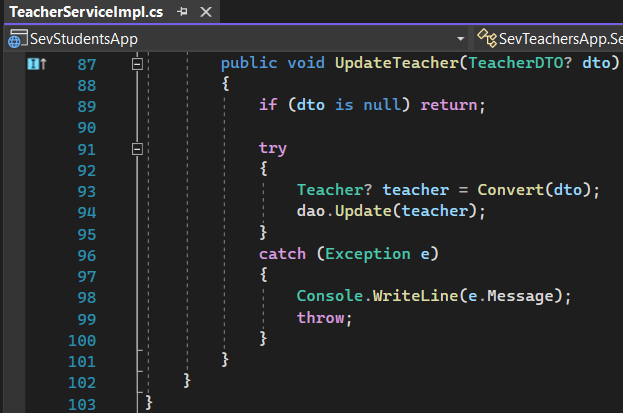 TeacherServiceImpl.cs
SevStudentsApp SevTeachersApp.Se
87 public void UpdateTeacher(TeacherDTO? dto)
88 {
89 if (dto is null) return;
90
91 try
92 {
93 Teacher? teacher = Convert(dto);
94 dao.Update(teacher);
95 }
96 catch (Exception e)
97 {
98 Console.WriteLine(e.Message);
99 throw;
100 }
101 }
102 }
103 }